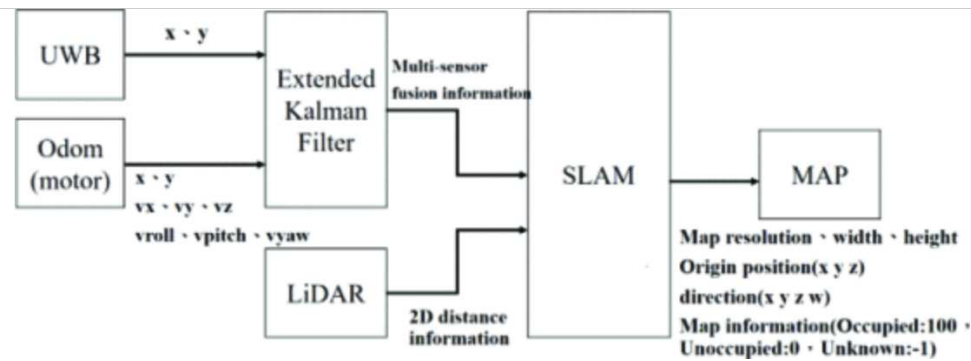 UWB
x、y
Extended
Kalman
Filter
Multi-sensor
fusion information
Odom
(motor)
x、y
vx、vy、vz
vroll、vpitch、vyaw
SLAM
MAP
LiDAR
2D distance
information
Map resolution、width、height
Origin position(x y z)
direction(x y z w)
Map information(Occupied:100、
Unoccupied:0、Unknown:-1)